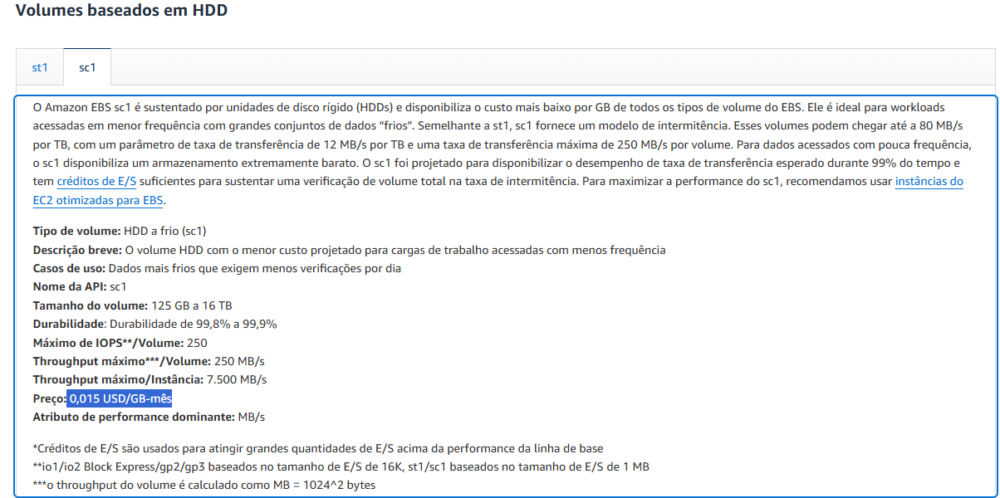 Volumes baseados em HDD
st1
sc1
O Amazon EBS sc1 é sustentado por unidades de disco rígido (HDDs) e disponibiliza o custo mais baixo por GB de todos os tipos de volume do EBS. Ele é ideal para workloads
acessadas em menor frequência com grandes conjuntos de dados “frios”. Semelhante a st1, sc1 fornece um modelo de intermitência. Esses volumes podem chegar até a 80 MB/s
por TB, com um parâmetro de taxa de transferência de 12 MB/s por TB e uma taxa de transferência máxima de 250 MB/s por volume. Para dados acessados com pouca frequência,
o sc1 disponibiliza um armazenamento extremamente barato. O sc1 foi projetado para disponibilizar o desempenho de taxa de transferência esperado durante 99% do tempo e
tem créditos de E/S suficientes para sustentar uma verificação de volume total na taxa de intermitência. Para maximizar a performance do sc1, recomendamos usar instâncias do
EC2 otimizadas para EBS.
Tipo de volume: HDD a frio (sc1)
Descrição breve: O volume HDD com o menor custo projetado para cargas de trabalho acessadas com menos frequência
Casos de uso: Dados mais frios que exigem menos verificações por dia
Nome da API: sc1
Tamanho do volume: 125 GB a 16 TB
Durabilidade: Durabilidade de 99,8% a 99,9%
Máximo de IOPS**/Volume: 250
Throughput máximo***/Volume: 250 MB/s
Throughput máximo/Instância: 7.500 MB/s
Preço: 0,015 USD/GB-mês
Atributo de performance dominante: MB/s
*Créditos de E/S são usados para atingir grandes quantidades de E/S acima da performance da linha de base
**io1/io2 Block Express/gp2/gp3 baseados no tamanho de E/S de 16K, st1/sc1 baseados no tamanho de E/S de 1 MB
***o throughput do volume é calculado como MB = 1024^2 bytes